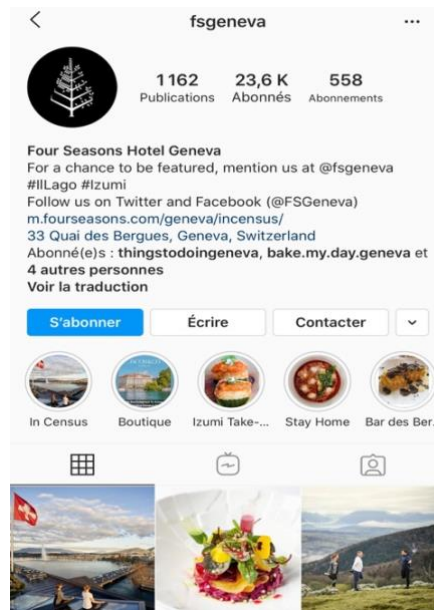 fsgeneva
1162 23,6 K 558
Publications Abonnés Abonnements
Four Seasons Hotel Geneva
For a chance to be featured, mention us at @fsgeneva
#IlLago #Izumi
Follow us on Twitter and Facebook (@FSGeneva)
m.fourseasons.com/geneva/incensus/
33 Quai des Bergues, Geneva, Switzerland
Abonné(e)s : thingstodoingeneva, bake.my.day.geneva et
4 autres personnes
Voir la traduction
S'abonner Écrire Contacter
In Census Boutique Izumi Take-... Stay Home Bar des Ber.